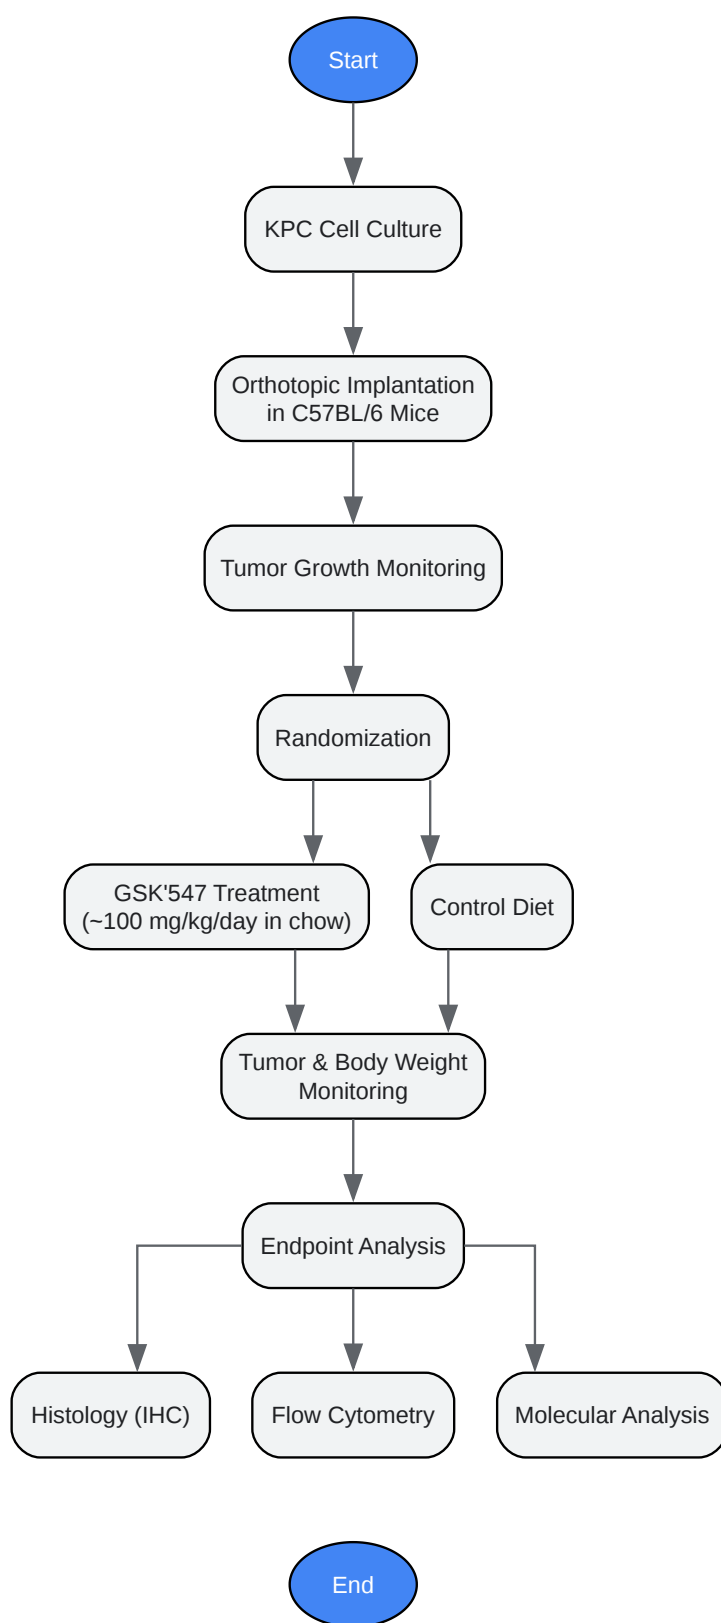 Start
KPC Cell Culture
Orthotopic Implantation
in C57BL/6 Mice
Tumor Growth Monitoring
Randomization
GSK'547 Treatment
(~100 mg/kg/day in chow)
Control Diet
Tumor & Body Weight
Monitoring
Endpoint Analysis
Histology (IHC)
Flow Cytometry
Molecular Analysis
End